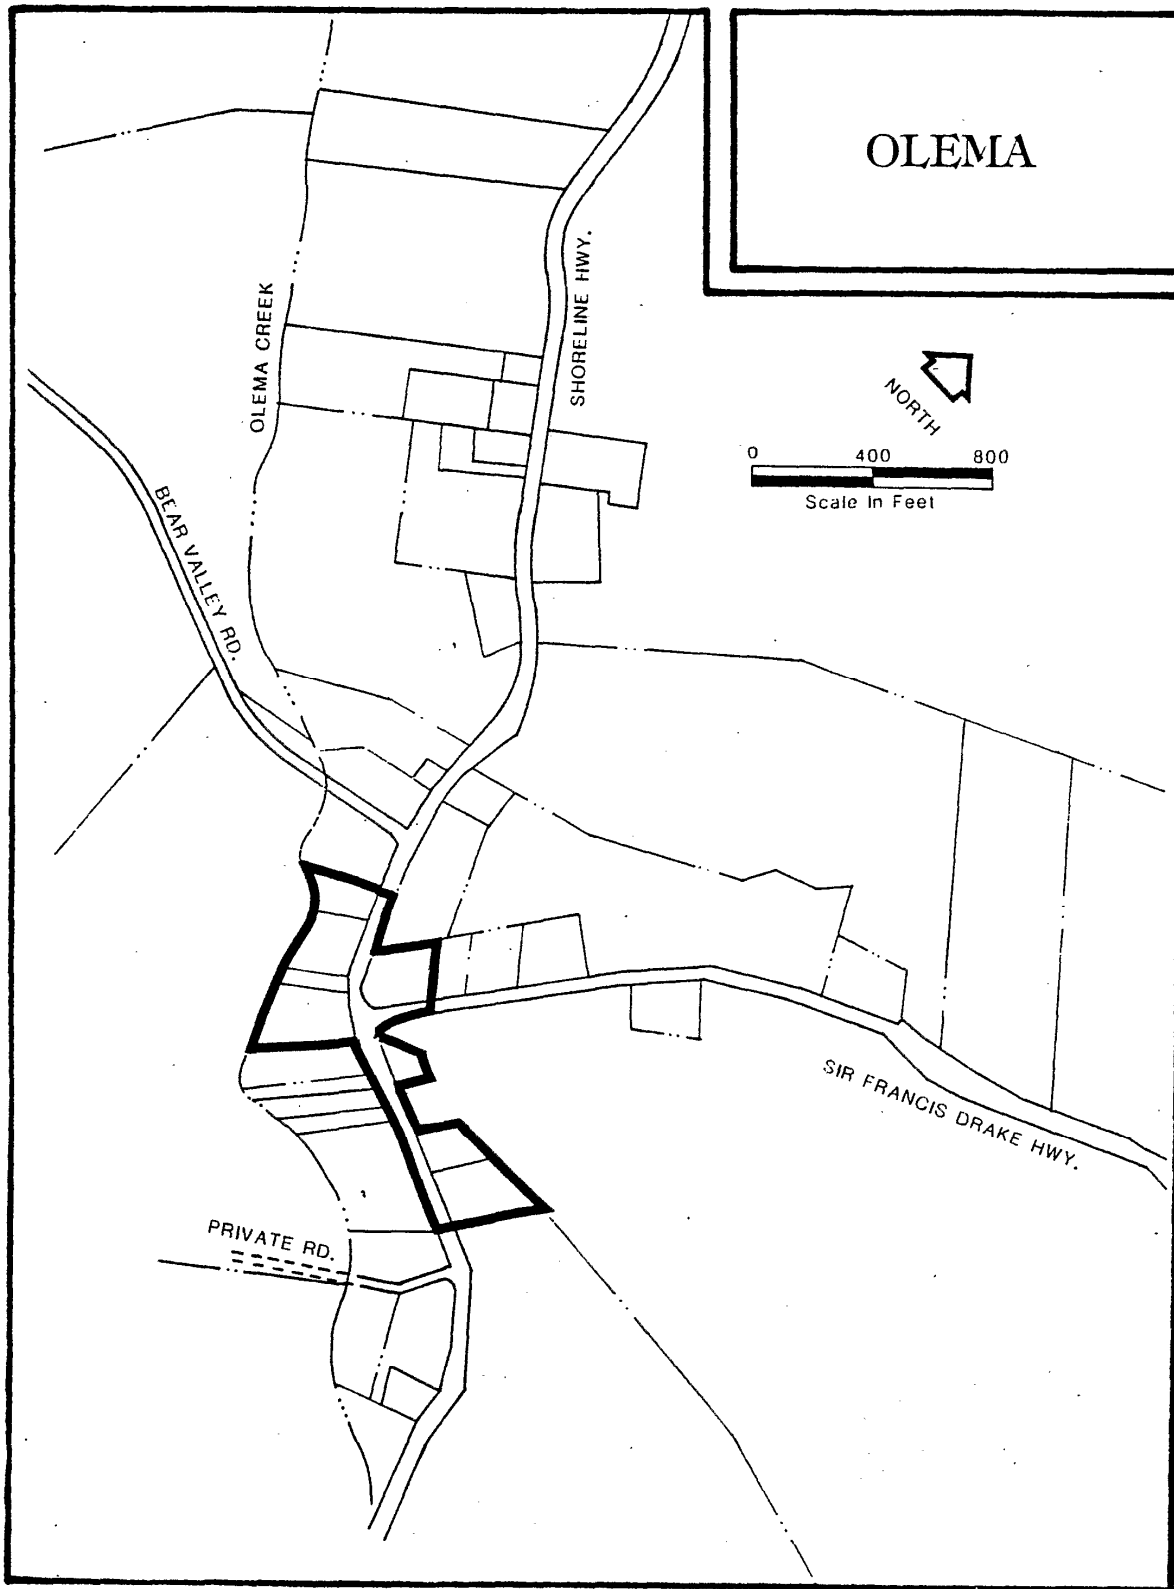 OLEMA
SHORELINE HWY.
OLEMA CREEK
NORTH
0 400 800
Scale In Feet
BEAR VALLEY RD.
SIR FRANCIS DRAKE HWY.
PRIVATE RD.